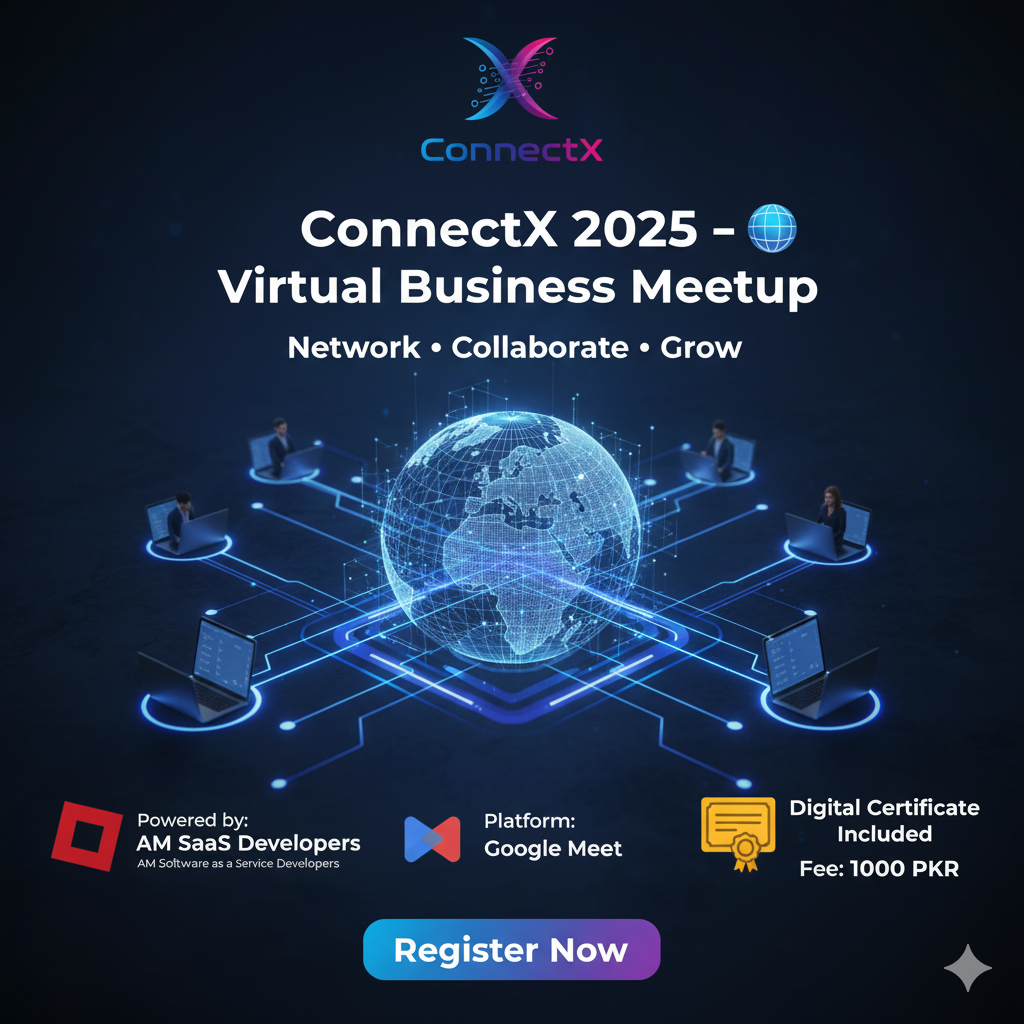 ConnectX
ConnectX 2025 – 🌐
Virtual Business Meetup
Network • Collaborate • Grow
Powered by:
AM SaaS Developers
AM Software as a Service Developers
Platform:
Google Meet
Digital Certificate
Included
Fee: 1000 PKR
Register Now